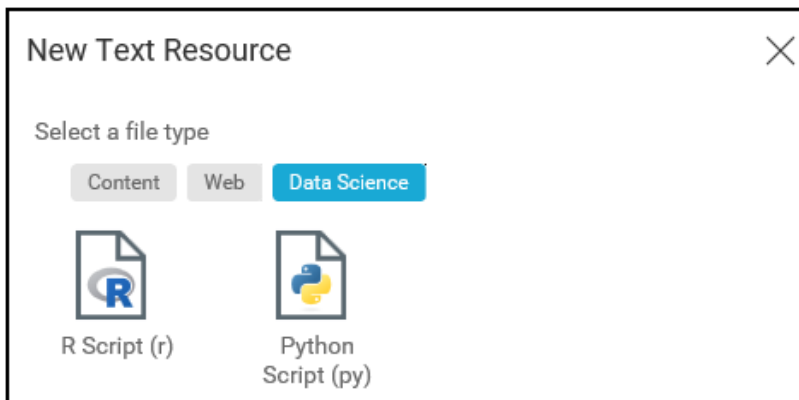 New Text Resource
Select a file type
Content Web Data Science
R
R Script (r)
Python
Script (py)